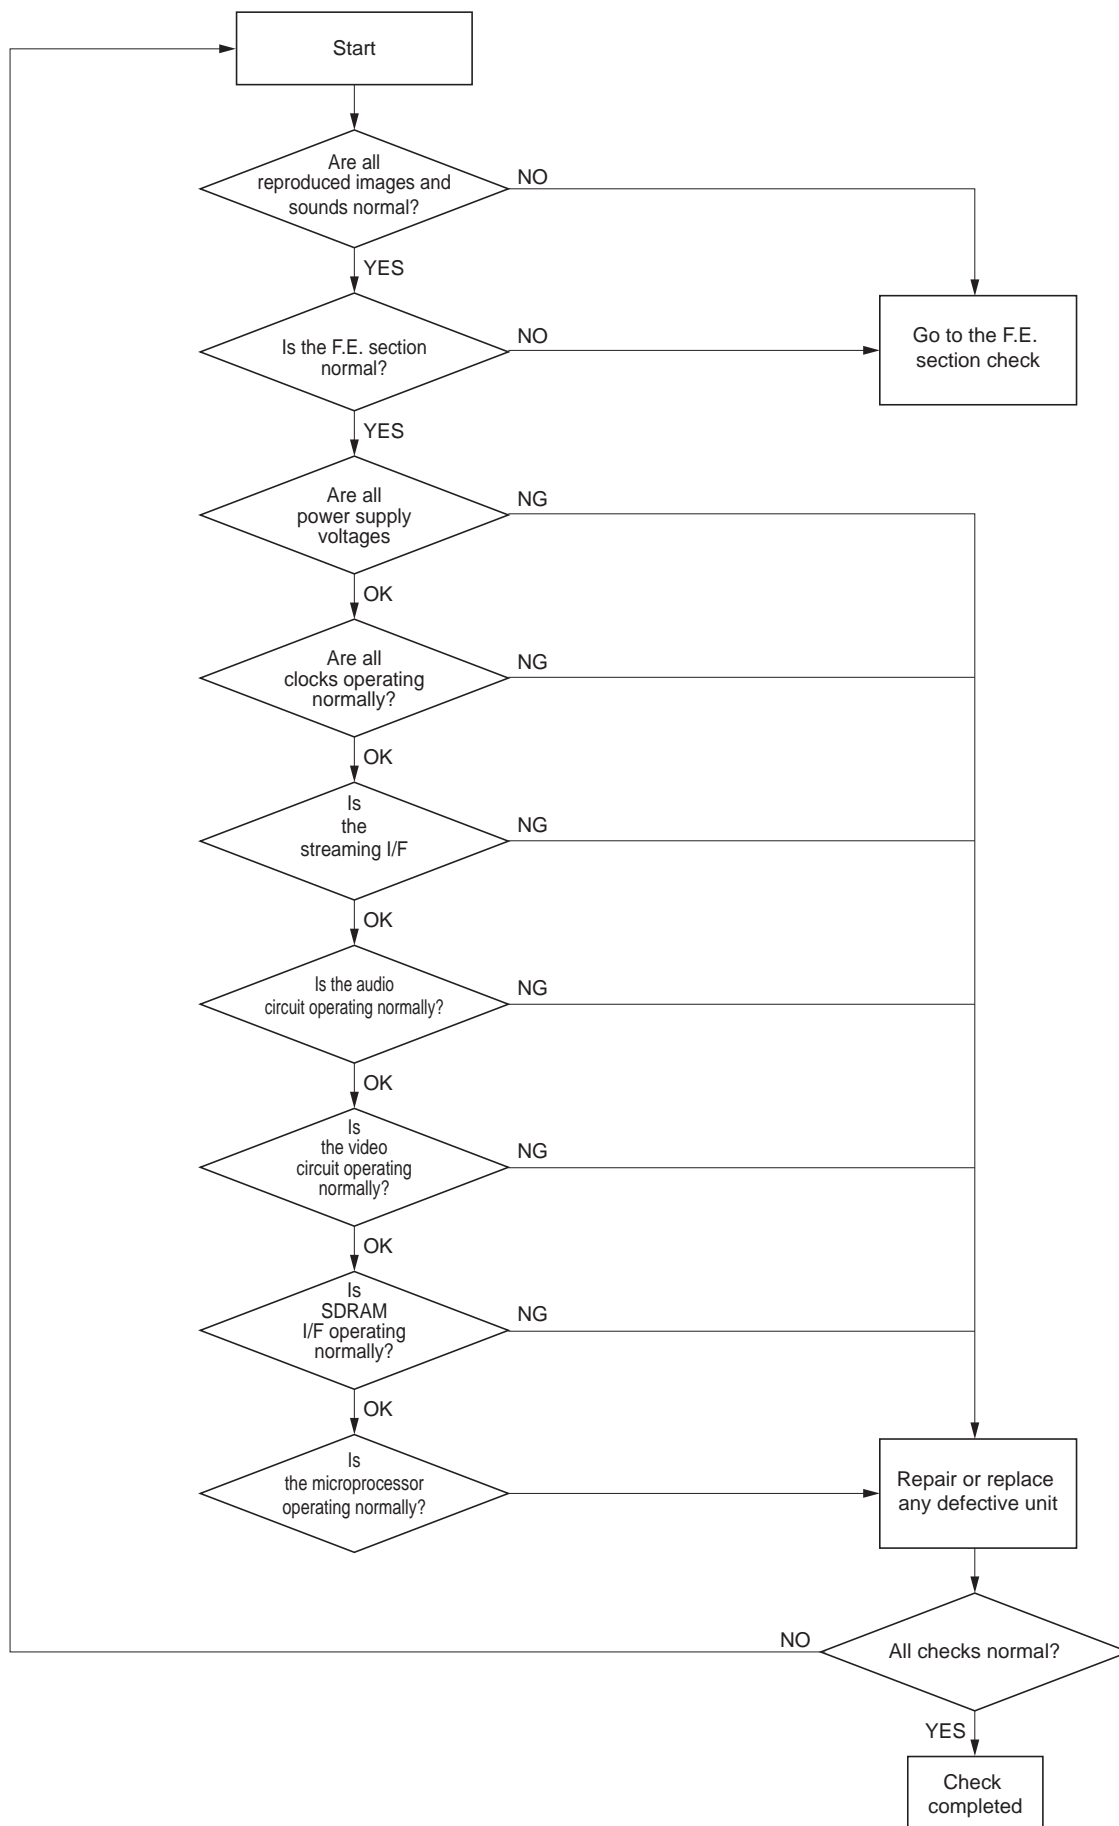 Start
Are all
reproduced images and
sounds normal?
NO
YES
Is the F.E. section
normal?
NO
Go to the F.E.
section check
YES
Are all
power supply
voltages
NG
OK
Are all
clocks operating
normally?
NG
OK
Is
the
streaming I/F
NG
OK
Is the audio
circuit operating normally?
NG
OK
Is
the video
circuit operating
normally?
NG
OK
Is
SDRAM
I/F operating
normally?
NG
OK
Is
the microprocessor
operating normally?
Repair or replace
any defective unit
NO
All checks normal?
YES
Check
completed